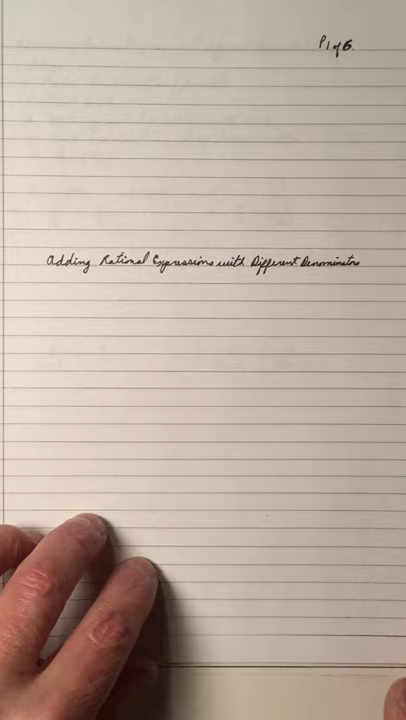 P1 of 6
Adding Rational Expressions with Different Denominators